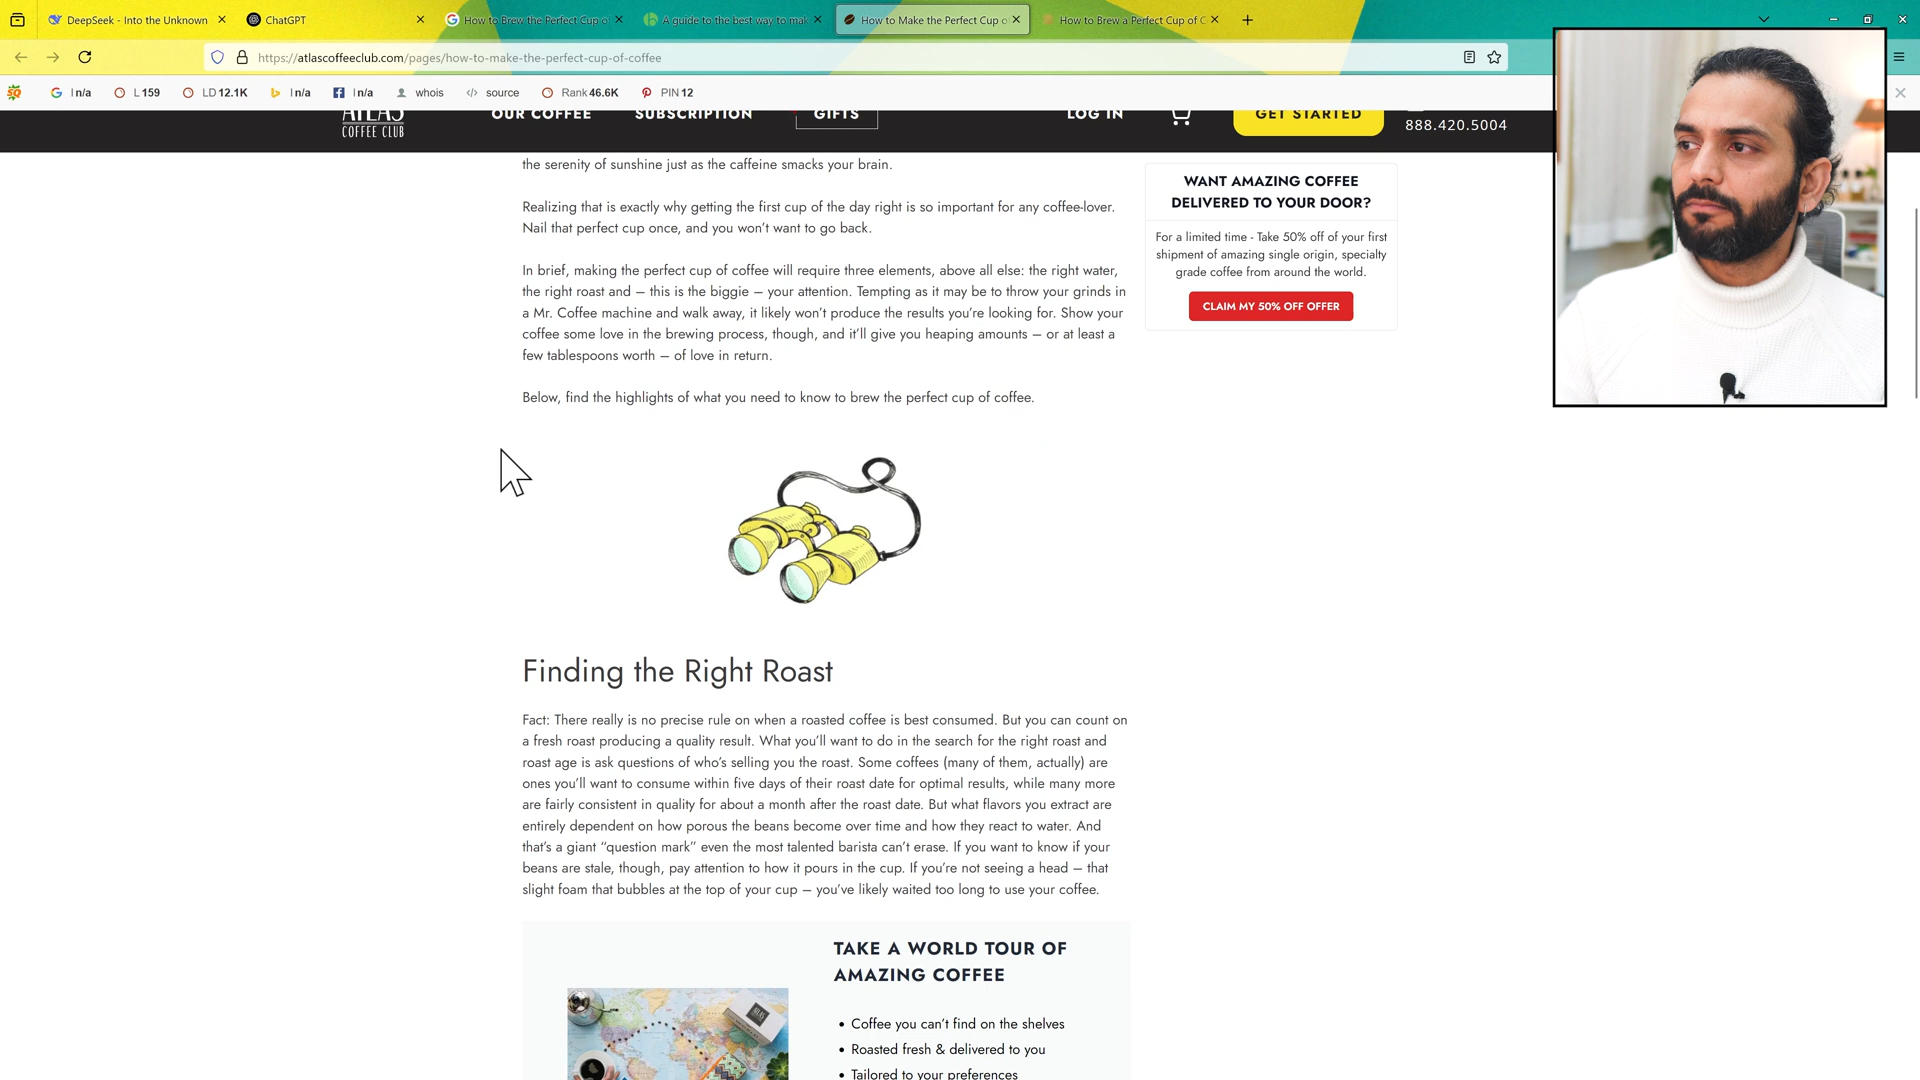 DeepSeek - Into the Unknown
ChatGPT
How to Brew the Perfect Cup o
A guide to the best way to mak
How to Make the Perfect Cup o
How to Brew a Perfect Cup of C
https://atlascoffeeclub.com/pages/how-to-make-the-perfect-cup-of-coffee
SQ
I n/a
L 159
LD 12.1K
I n/a
I n/a
whois
source
Rank 46.6K
PIN 12
ATLAS
COFFEE CLUB
OUR COFFEE
SUBSCRIPTION
GIFTS
LOG IN
GET STARTED
888.420.5004
the serenity of sunshine just as the caffeine smacks your brain.
Realizing that is exactly why getting the first cup of the day right is so important for any coffee-lover.
Nail that perfect cup once, and you won't want to go back.
In brief, making the perfect cup of coffee will require three elements, above all else: the right water,
the right roast and – this is the biggie – your attention. Tempting as it may be to throw your grinds in
a Mr. Coffee machine and walk away, it likely won't produce the results you're looking for. Show your
coffee some love in the brewing process, though, and it'll give you heaping amounts – or at least a
few tablespoons worth – of love in return.
Below, find the highlights of what you need to know to brew the perfect cup of coffee.
WANT AMAZING COFFEE
DELIVERED TO YOUR DOOR?
For a limited time - Take 50% off of your first
shipment of amazing single origin, specialty
grade coffee from around the world.
CLAIM MY 50% OFF OFFER
Finding the Right Roast
Fact: There really is no precise rule on when a roasted coffee is best consumed. But you can count on
a fresh roast producing a quality result. What you'll want to do in the search for the right roast and
roast age is ask questions of who's selling you the roast. Some coffees (many of them, actually) are
ones you'll want to consume within five days of their roast date for optimal results, while many more
are fairly consistent in quality for about a month after the roast date. But what flavors you extract are
entirely dependent on how porous the beans become over time and how they react to water. And
that's a giant “question mark” even the most talented barista can't erase. If you want to know if your
beans are stale, though, pay attention to how it pours in the cup. If you're not seeing a head – that
slight foam that bubbles at the top of your cup – you've likely waited too long to use your coffee.
TAKE A WORLD TOUR OF
AMAZING COFFEE
• Coffee you can't find on the shelves
• Roasted fresh & delivered to you
• Tailored to your preferences